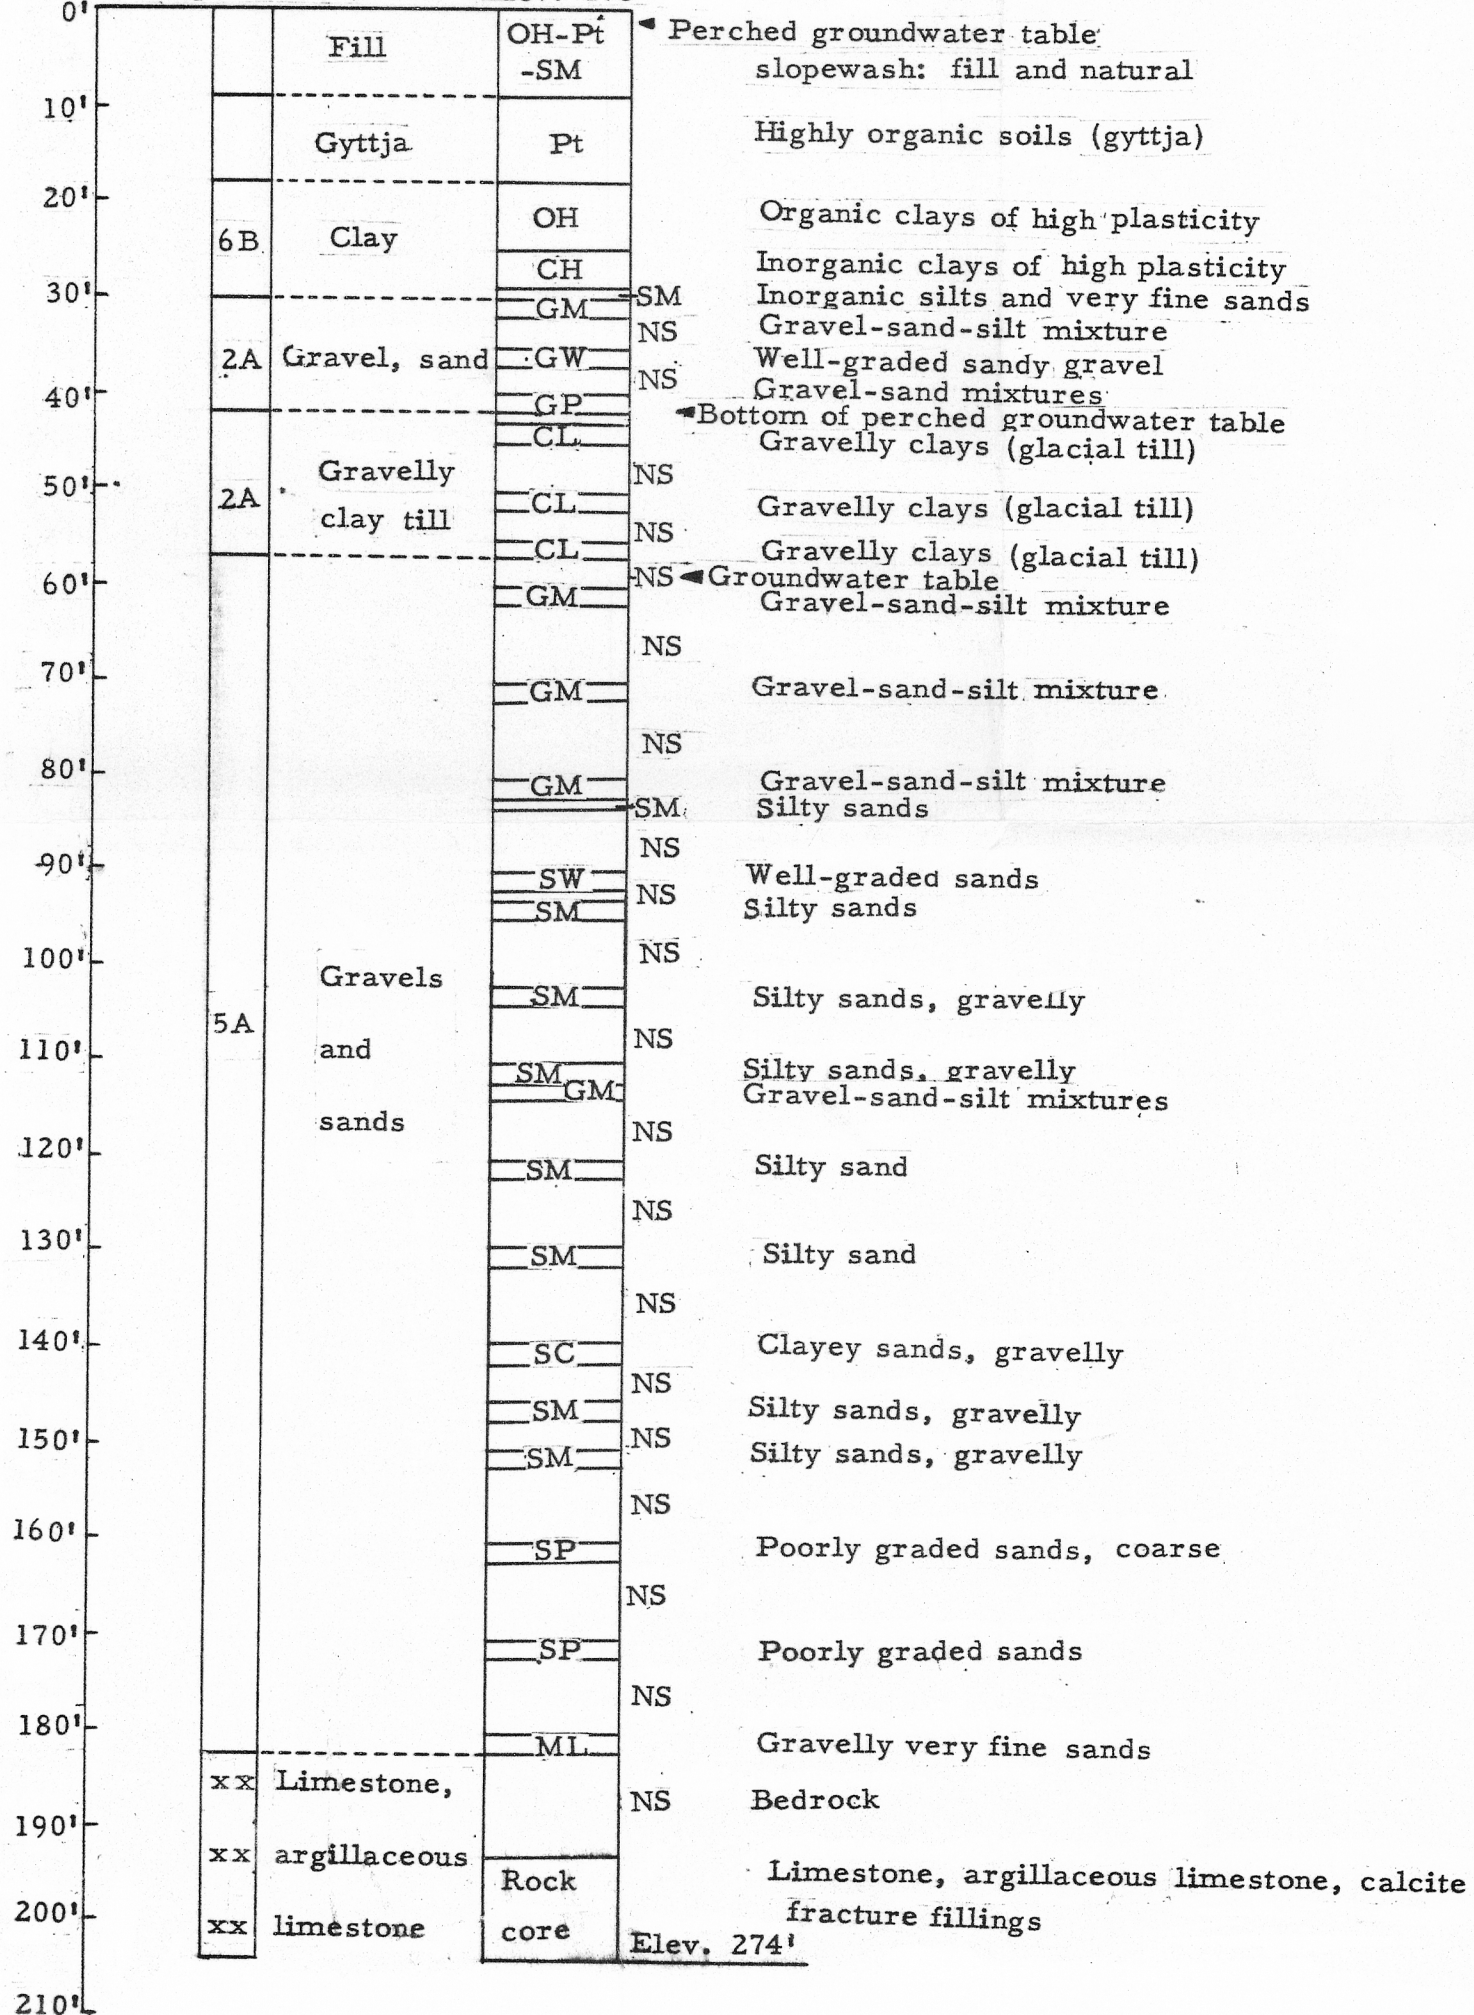 0'
Fill OH-Pt Perched groundwater table
-SM slopewash: fill and natural
10'
Gyttja Pt Highly organic soils (gyttja)
20'
OH Organic clays of high plasticity
6B Clay
CH Inorganic clays of high plasticity
30' SM Inorganic silts and very fine sands
GM
NS Gravel-sand-silt mixture
2A Gravel, sand GW Well-graded sandy gravel
NS
40' Gravel-sand mixtures
GP
Bottom of perched groundwater table
CL Gravelly clays (glacial till)
Gravelly NS
50'
2A CL Gravelly clays (glacial till)
clay till NS
CL Gravelly clays (glacial till)
60' NS Groundwater table
GM Gravel-sand-silt mixture
NS
70'
GM Gravel-sand-silt mixture
NS
80'
GM Gravel-sand-silt mixture
SM Silty sands
NS
90'
SW Well-graded sands
NS
SM Silty sands
NS
100'
Gravels
SM Silty sands, gravelly
5A
NS
110' and
SM Silty sands, gravelly
GM Gravel-sand-silt mixtures
sands NS
120'
SM Silty sand
NS
130'
SM Silty sand
NS
140'
SC Clayey sands, gravelly
NS
SM Silty sands, gravelly
150' NS
SM Silty sands, gravelly
NS
160'
SP Poorly graded sands, coarse
NS
170'
SP Poorly graded sands
NS
180'
ML Gravelly very fine sands
xx Limestone,
NS Bedrock
190'
xx argillaceous
Rock Limestone, argillaceous limestone, calcite
200' fracture fillings
xx limestone core
Elev. 274'
210'